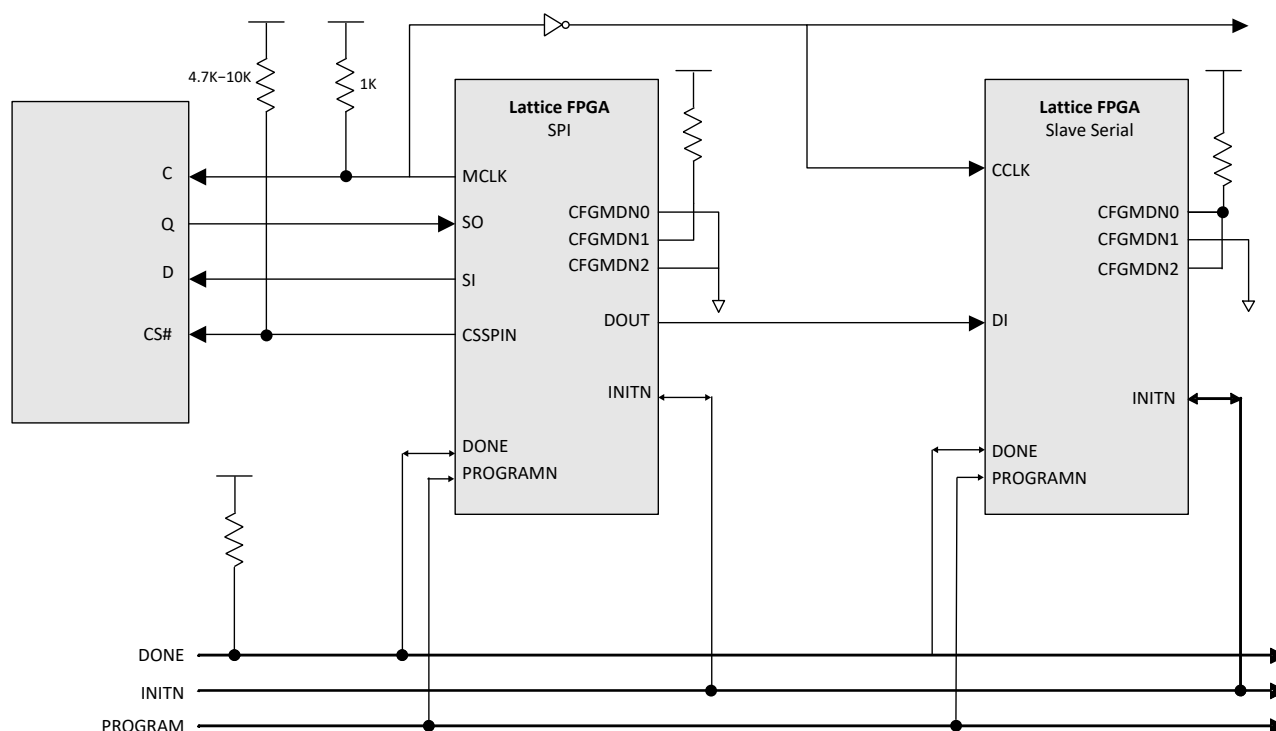 4.7K–10K
1K
C
Q
D
CS#
Lattice FPGA
SPI
MCLK
SO
SI
CSSPIN
CFGMDN0
CFGMDN1
CFGMDN2
DOUT
INITN
DONE
PROGRAMN
Lattice FPGA
Slave Serial
CCLK
CFGMDN0
CFGMDN1
CFGMDN2
DI
INITN
DONE
PROGRAMN
DONE
INITN
PROGRAM